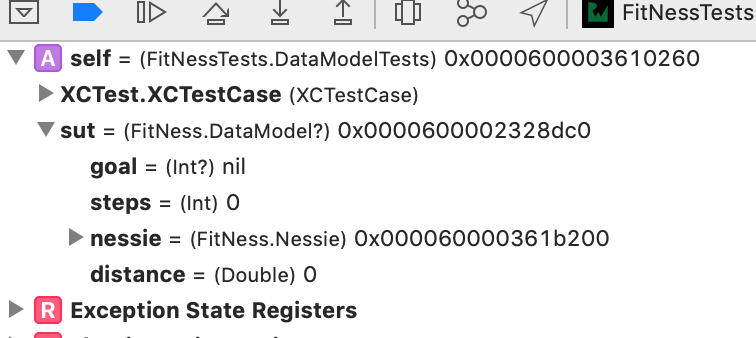 FitNessTests
A self = (FitNessTests.DataModelTests) 0x0000600003610260
XCTest.XCTestCase (XCTestCase)
sut = (FitNess.DataModel?) 0x0000600002328dc0
goal = (Int?) nil
steps = (Int) 0
nessie = (FitNess.Nessie) 0x000060000361b200
distance = (Double) 0
R Exception State Registers